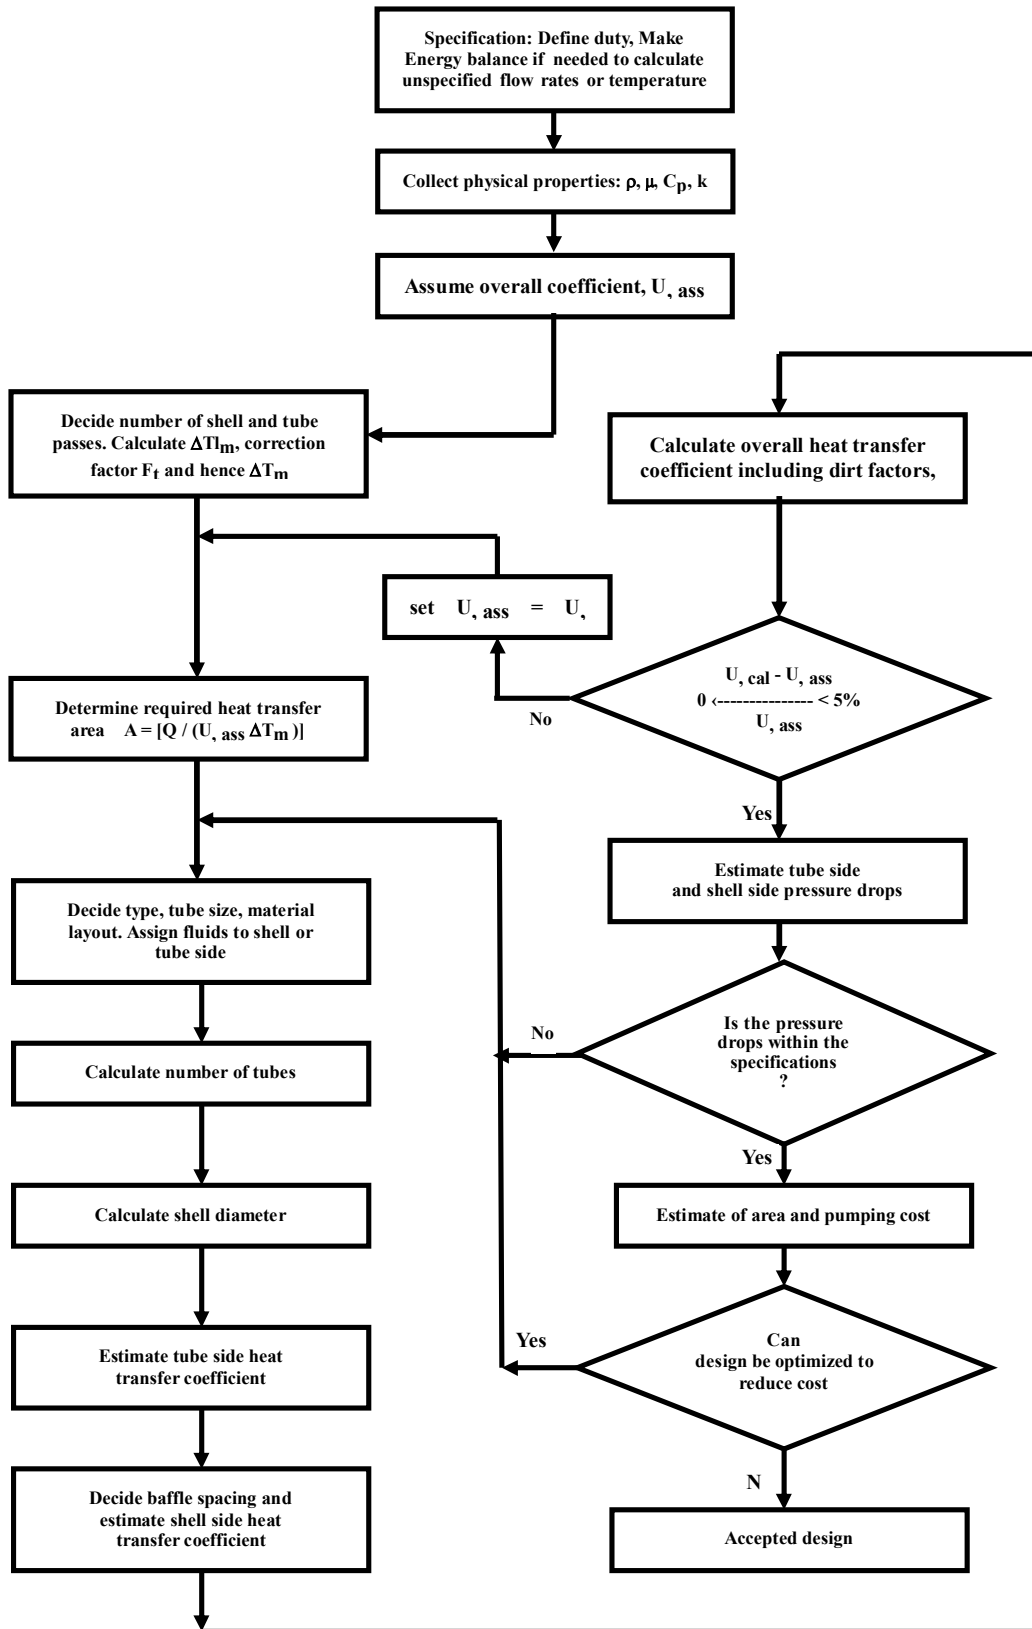 Specification: Define duty, Make
Energy balance if needed to calculate
unspecified flow rates or temperature
Collect physical properties: ρ, μ, Cp, k
Assume overall coefficient, U, ass
Decide number of shell and tube
passes. Calculate ΔTlm, correction
factor Ft and hence ΔTm
Determine required heat transfer
area A = [Q / (U, ass ΔTm )]
Decide type, tube size, material
layout. Assign fluids to shell or
tube side
Calculate number of tubes
Calculate shell diameter
Estimate tube side heat
transfer coefficient
Decide baffle spacing and
estimate shell side heat
transfer coefficient
Calculate overall heat transfer
coefficient including dirt factors,
set U, ass = U,
No
U, cal - U, ass
0 ‹--------------- < 5%
U, ass
Yes
Estimate tube side
and shell side pressure drops
No
Is the pressure
drops within the
specifications
?
Yes
Estimate of area and pumping cost
Yes
Can
design be optimized to
reduce cost
N
Accepted design